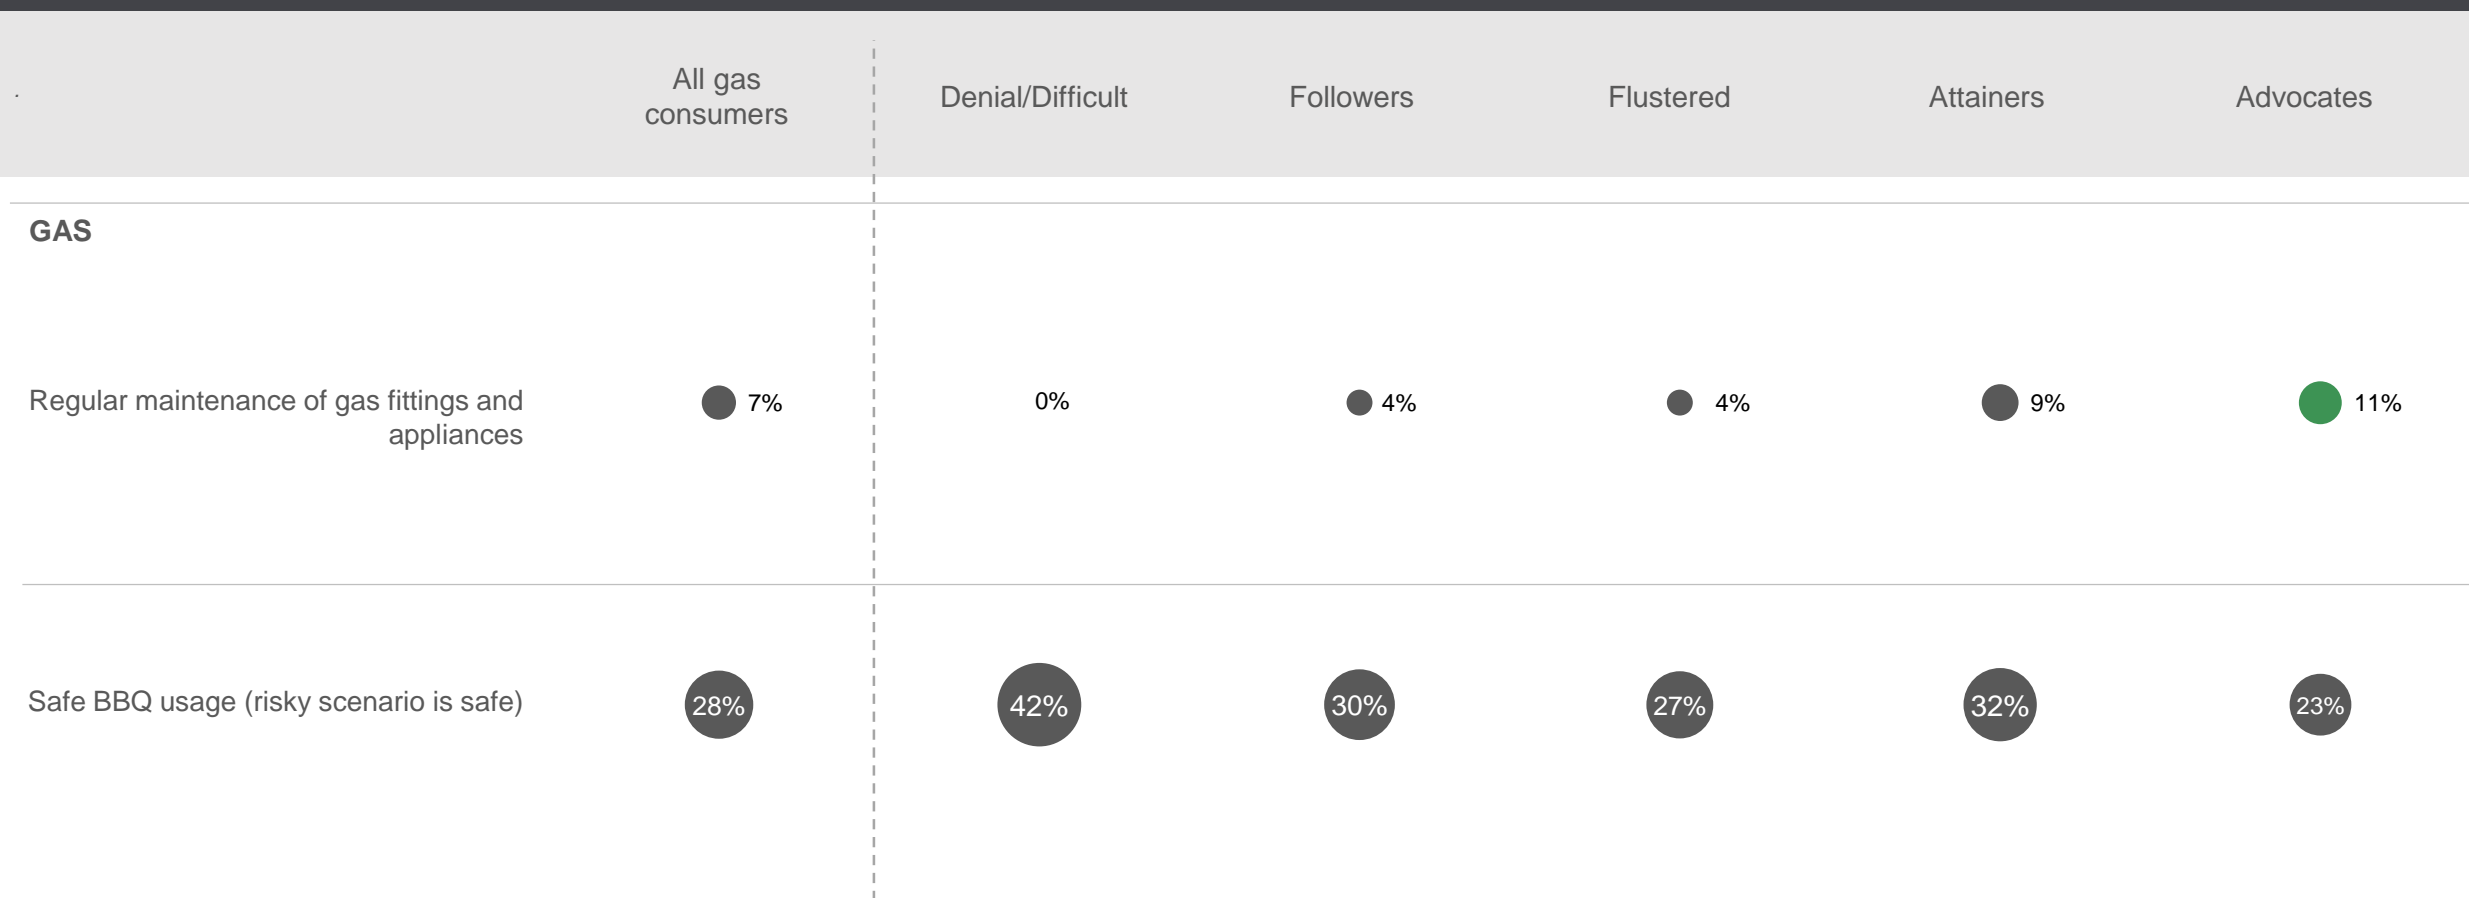 All gas
consumers
Denial/Difficult
Followers
Flustered
Attainers
Advocates
.
GAS
Regular maintenance of gas fittings and
appliances
7%
0%
4%
4%
9%
11%
Safe BBQ usage (risky scenario is safe)
28%
42%
30%
27%
32%
23%